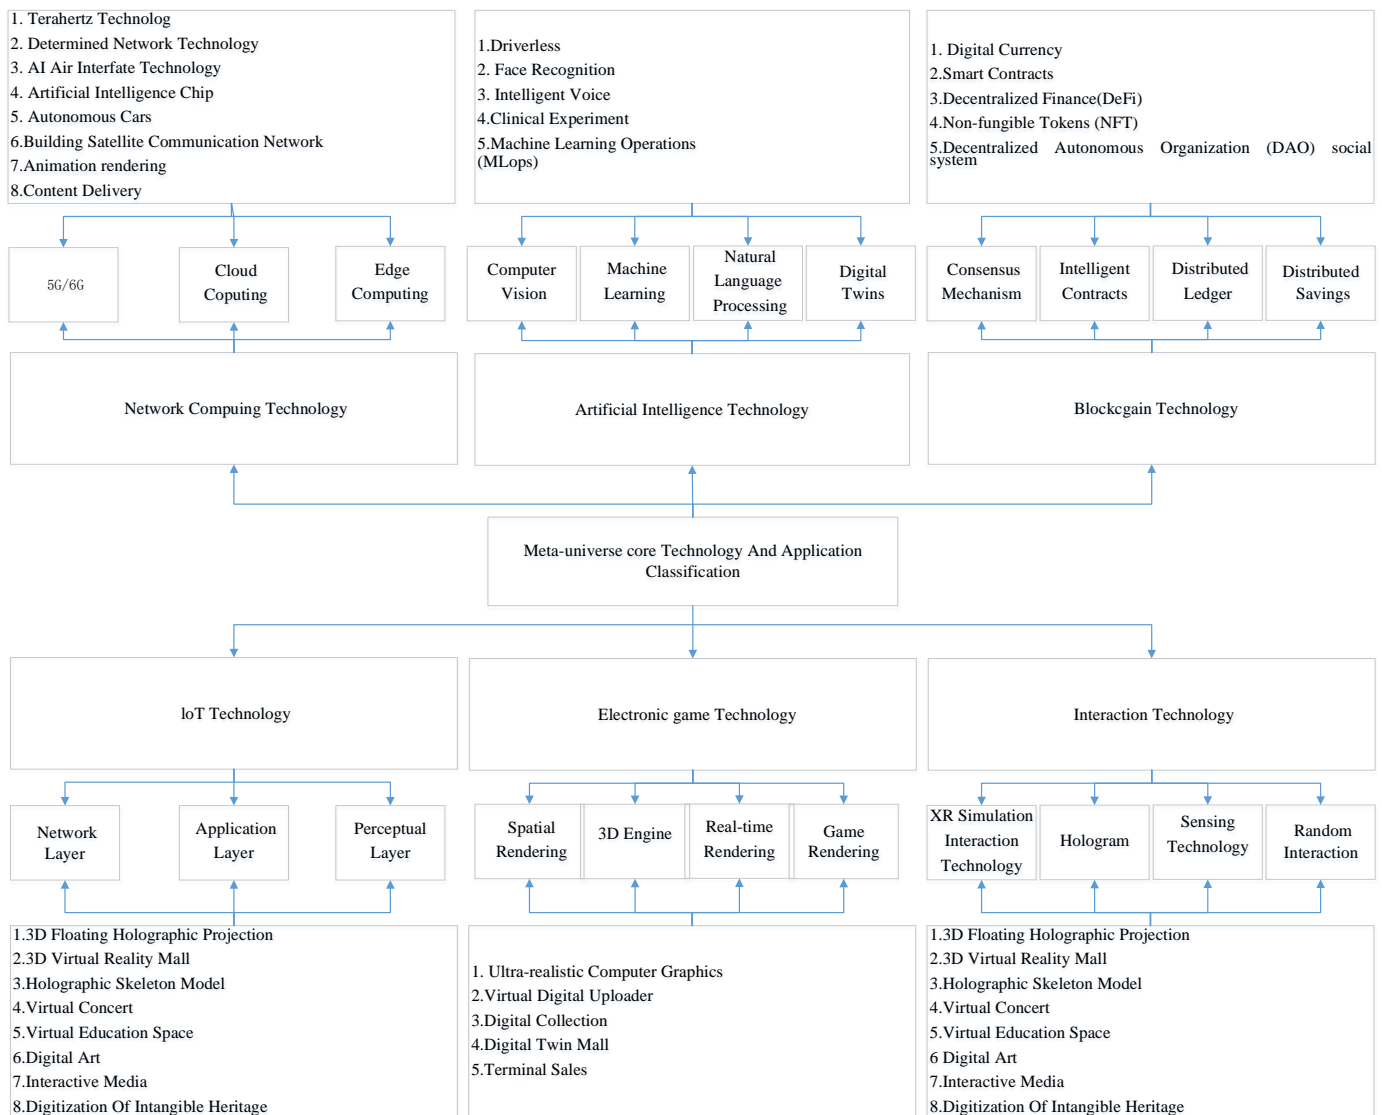 1. Terahertz Technolog
2. Determined Network Technology
3. AI Air Interfate Technology
4. Artificial Intelligence Chip
5. Autonomous Cars
6.Building Satellite Communication Network
7.Animation rendering
8.Content Delivery
1.Driverless
2. Face Recognition
3. Intelligent Voice
4.Clinical Experiment
5.Machine Learning Operations
(MLops)
1. Digital Currency
2.Smart Contracts
3.Decentralized Finance(DeFi)
4.Non-fungible Tokens (NFT)
5.Decentralized Autonomous Organization (DAO) social
system
5G/6G
Cloud
Coputing
Edge
Computing
Computer
Vision
Machine
Learning
Natural
Language
Processing
Digital
Twins
Consensus
Mechanism
Intelligent
Contracts
Distributed
Ledger
Distributed
Savings
Network Compuing Technology
Artificial Intelligence Technology
Blockcgain Technology
Meta-universe core Technology And Application
Classification
loT Technology
Electronic game Technology
Interaction Technology
Network
Layer
Application
Layer
Perceptual
Layer
Spatial
Rendering
3D Engine
Real-time
Rendering
Game
Rendering
XR Simulation
Interaction
Technology
Hologram
Sensing
Technology
Random
Interaction
1.3D Floating Holographic Projection
2.3D Virtual Reality Mall
3.Holographic Skeleton Model
4.Virtual Concert
5.Virtual Education Space
6.Digital Art
7.Interactive Media
8.Digitization Of Intangible Heritage
1. Ultra-realistic Computer Graphics
2.Virtual Digital Uploader
3.Digital Collection
4.Digital Twin Mall
5.Terminal Sales
1.3D Floating Holographic Projection
2.3D Virtual Reality Mall
3.Holographic Skeleton Model
4.Virtual Concert
5.Virtual Education Space
6 Digital Art
7.Interactive Media
8.Digitization Of Intangible Heritage